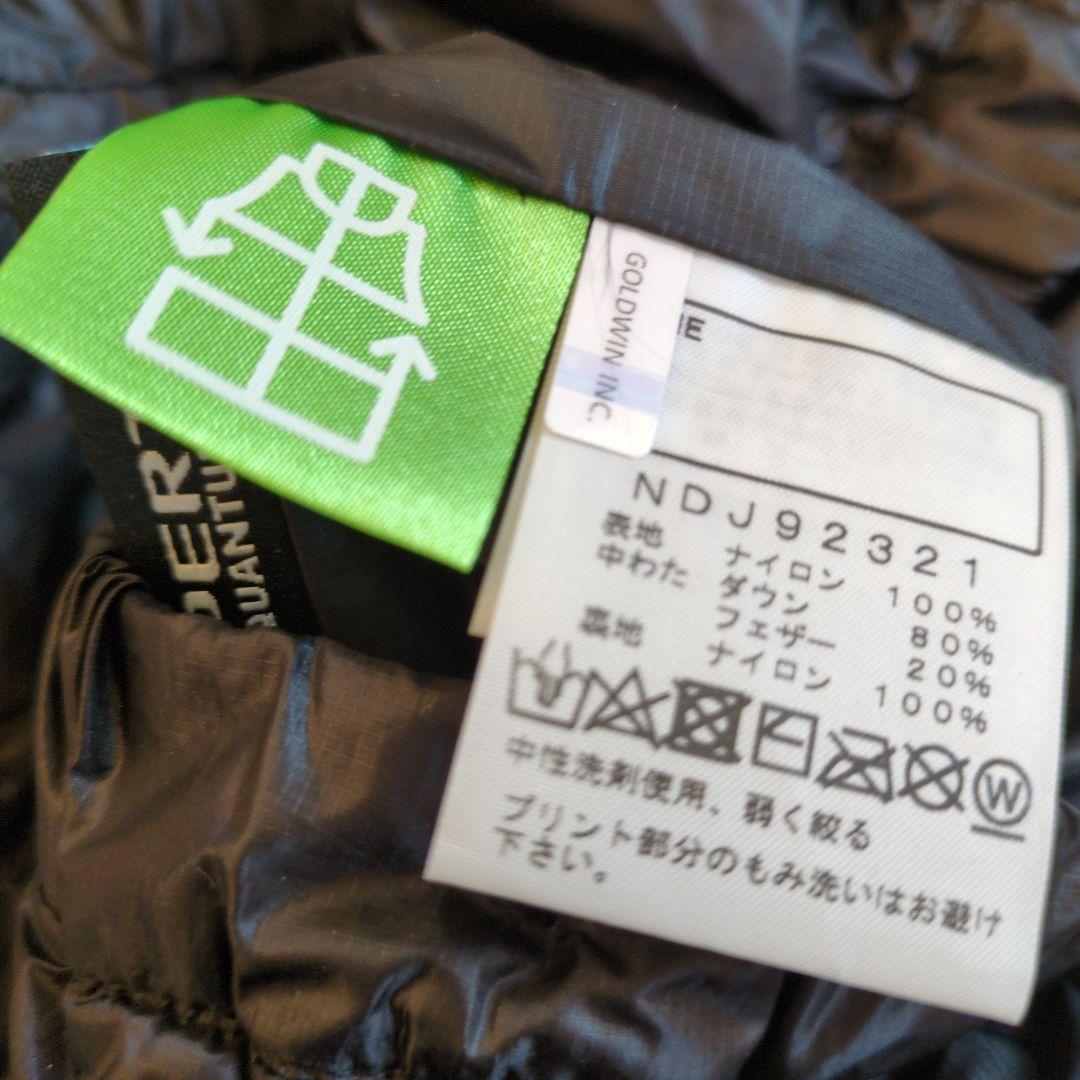 GOLDWIN INC.
E
NDJ92321
表地 ナイロン 100%
中わた ダウン 80%
フェザー 20%
裏地 ナイロン 100%
W
中性洗剤使用、弱く絞る
プリント部分のもみ洗いはお避け
下さい。
QUANTU